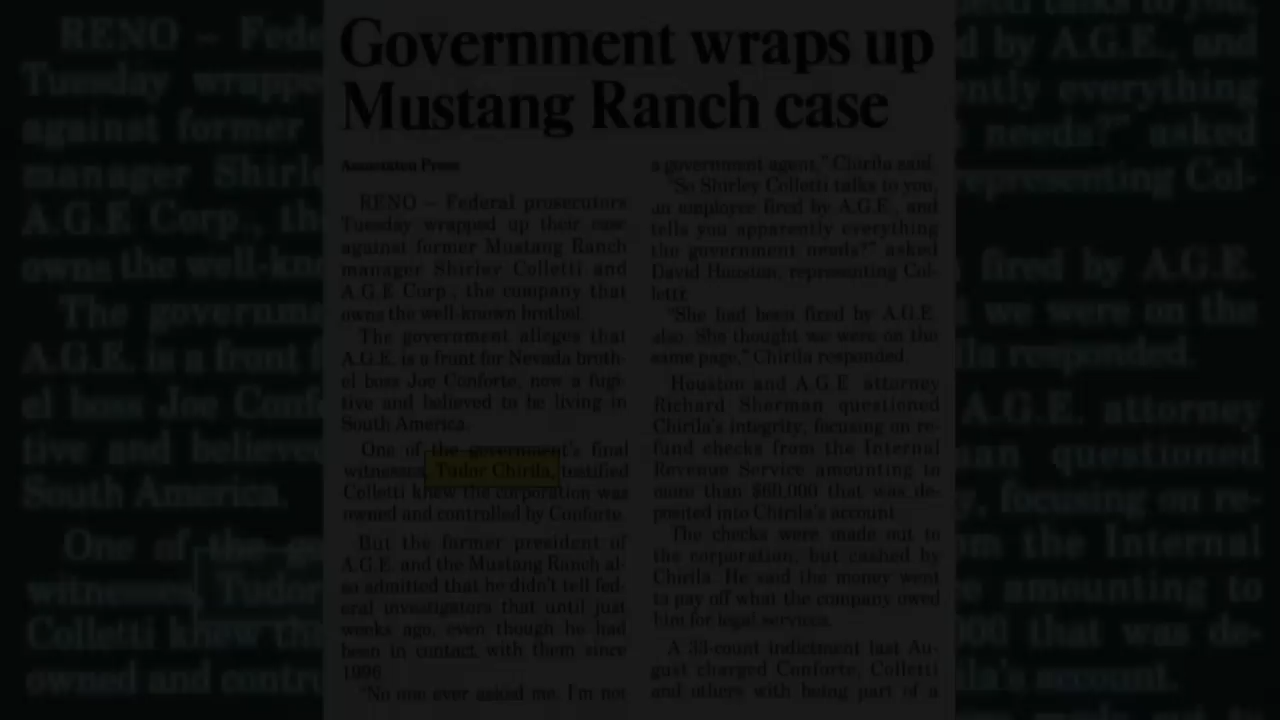 Government wraps up
Mustang Ranch case
Associated Press
RENO – Federal prosecutors
Tuesday wrapped up their case
against former Mustang Ranch
manager Shirley Colletti and
A.G.E Corp., the company that
owns the well-known brothel.
The government alleges that
A.G.E. is a front for Nevada broth-
el boss Joe Conforte, now a fugi-
tive and believed to be living in
South America.
One of the government's final
witnesses, Tudor Chirila, testified
Colletti knew the corporation was
owned and controlled by Conforte.
But the former president of
A.G.E. and the Mustang Ranch al-
so admitted that he didn't tell fed-
eral investigators that until just
weeks ago, even though he had
been in contact with them since
1996.
"No one ever asked me. I'm not
a government agent," Chirila said.
"So Shirley Colletti talks to you,
an employee fired by A.G.E., and
tells you apparently everything
the government needs?" asked
David Houston, representing Col-
letti.
"She had been fired by A.G.E.
also. She thought we were on the
same page," Chirila responded.
Houston and A.G.E. attorney
Richard Sherman questioned
Chirila's integrity, focusing on re-
fund checks from the Internal
Revenue Service amounting to
more than $60,000 that was de-
posited into Chirila's account.
The checks were made out to
the corporation, but cashed by
Chirila. He said the money went
to pay off what the company owed
him for legal services.
A 33-count indictment last Au-
gust charged Conforte, Colletti
and others with being part of a